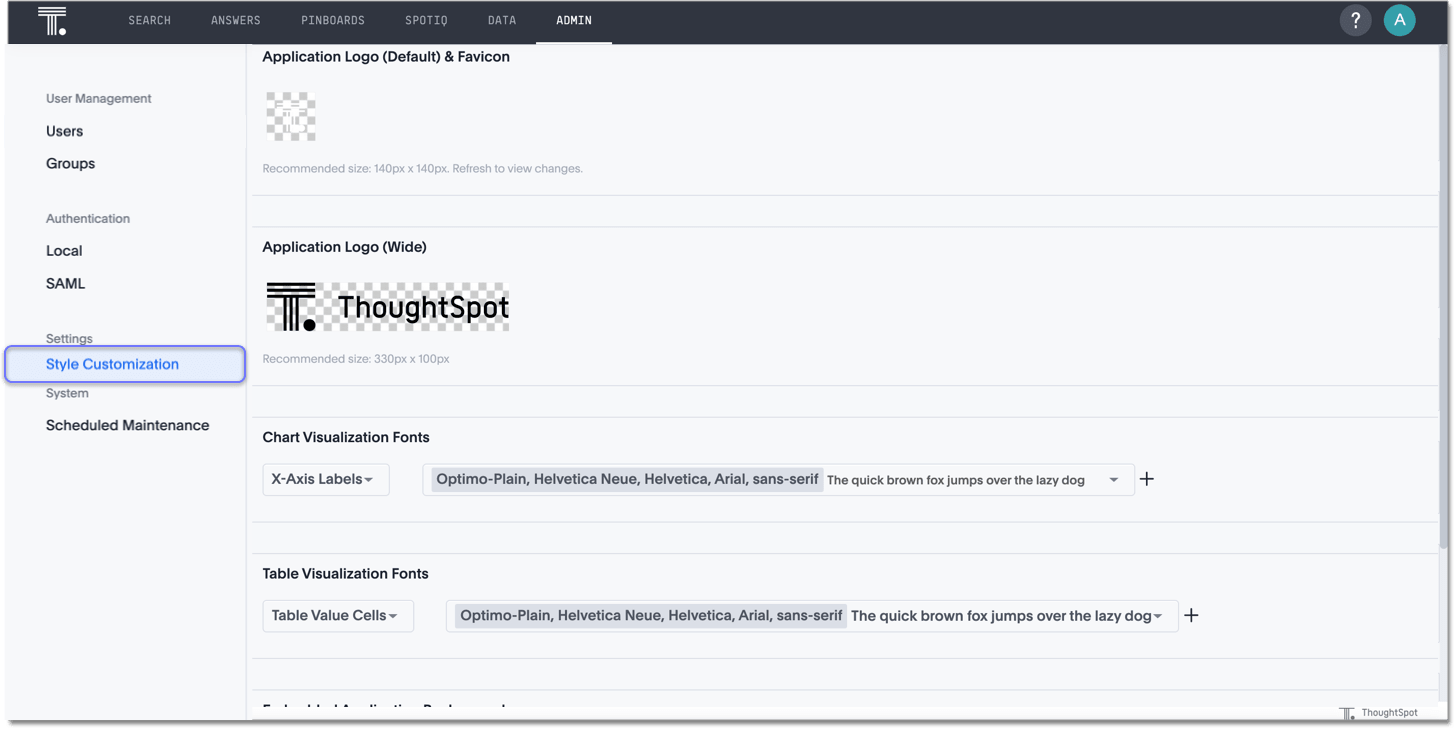 T. SEARCH ANSWERS PINBOARDS SPOTIQ DATA ADMIN ? A
User Management
Users
Groups
Authentication
Local
SAML
Settings
Style Customization
System
Scheduled Maintenance
Application Logo (Default) & Favicon
Recommended size: 140px x 140px. Refresh to view changes.
Application Logo (Wide)
T. ThoughtSpot
Recommended size: 330px x 100px
Chart Visualization Fonts
X-Axis Labels Optimo-Plain, Helvetica Neue, Helvetica, Arial, sans-serif The quick brown fox jumps over the lazy dog +
Table Visualization Fonts
Table Value Cells Optimo-Plain, Helvetica Neue, Helvetica, Arial, sans-serif The quick brown fox jumps over the lazy dog +
T. ThoughtSpot